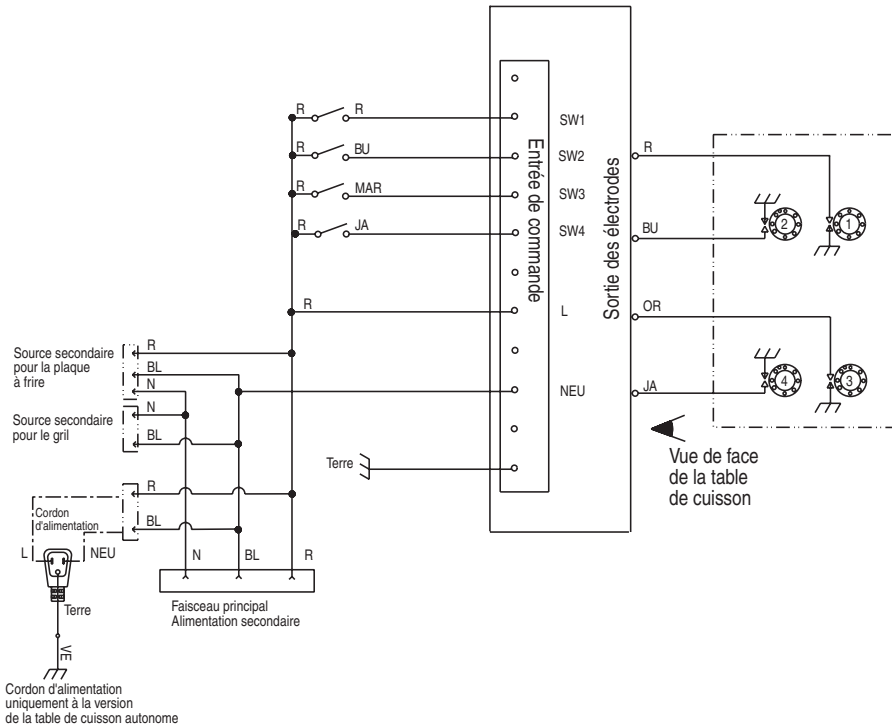 R R SW1
R BU SW2
R MAR SW3
R JA SW4
Entrée de commande
Sortie des électrodes
R
BU
OR
JA
2 1
4 3
R L
NEU
Source secondaire
pour la plaque
à frire
R
BL
N
Source secondaire
pour le gril
N
BL
Terre
Vue de face
de la table
de cuisson
R
BL
Cordon
d'alimentation
L NEU
N BL R
Faisceau principal
Alimentation secondaire
Terre
VE
Cordon d'alimentation
uniquement à la version
de la table de cuisson autonome